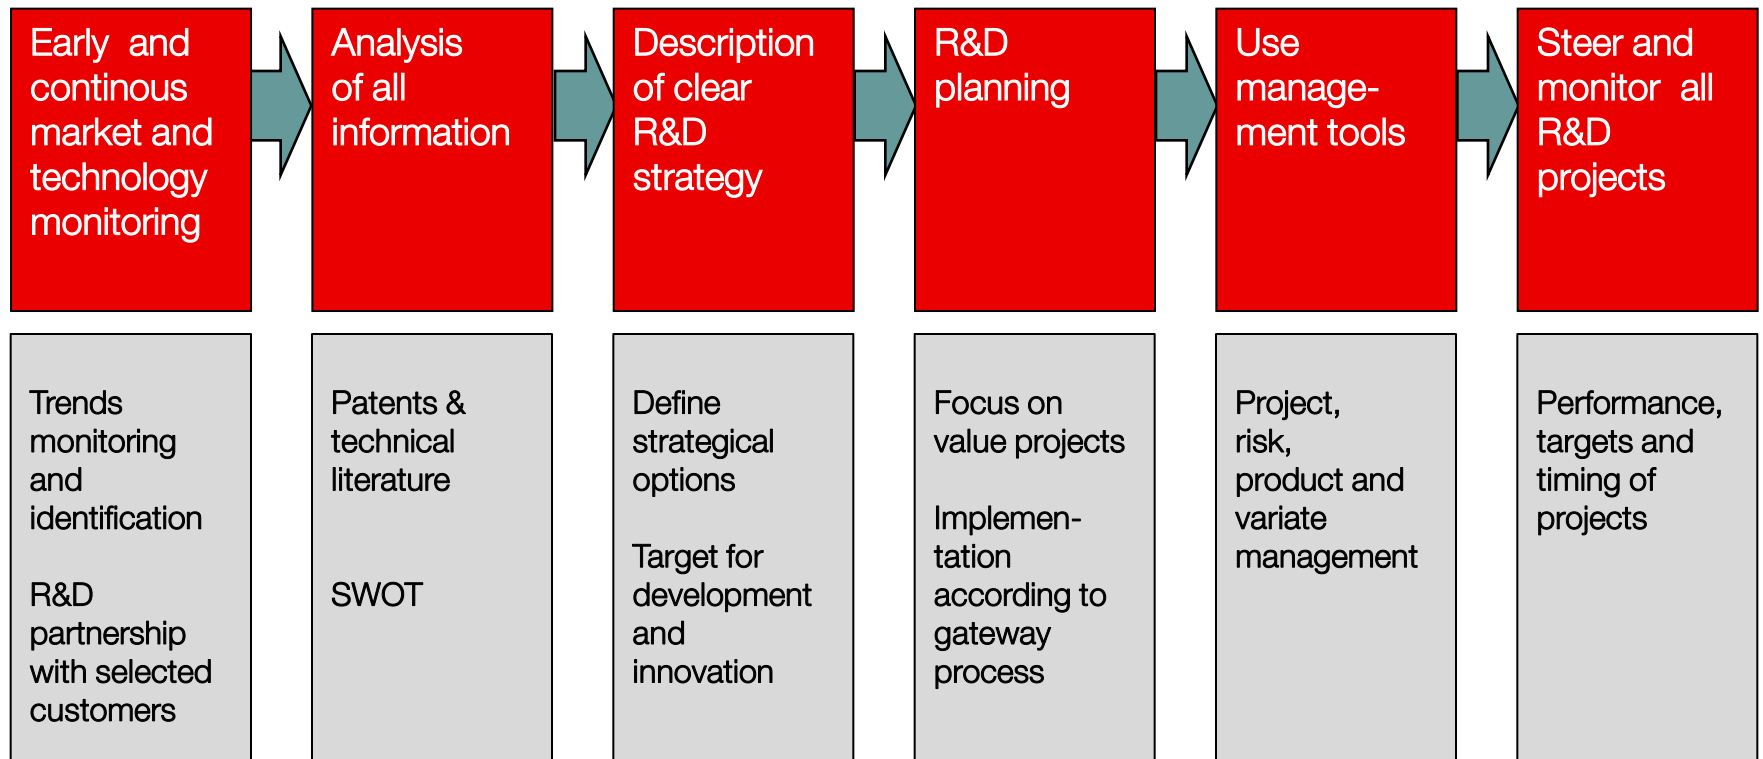 Early and
continous
market and
technology
monitoring
Analysis
of all
information
Description
of clear
R&D
strategy
R&D
planning
Use
manage-
ment tools
Steer and
monitor all
R&D
projects
Trends
monitoring
and
identification
R&D
partnership
with selected
customers
Patents &
technical
literature
SWOT
Define
strategical
options
Target for
development
and
innovation
Focus on
value projects
Implemen-
tation
according to
gateway
process
Project,
risk,
product and
variate
management
Performance,
targets and
timing of
projects